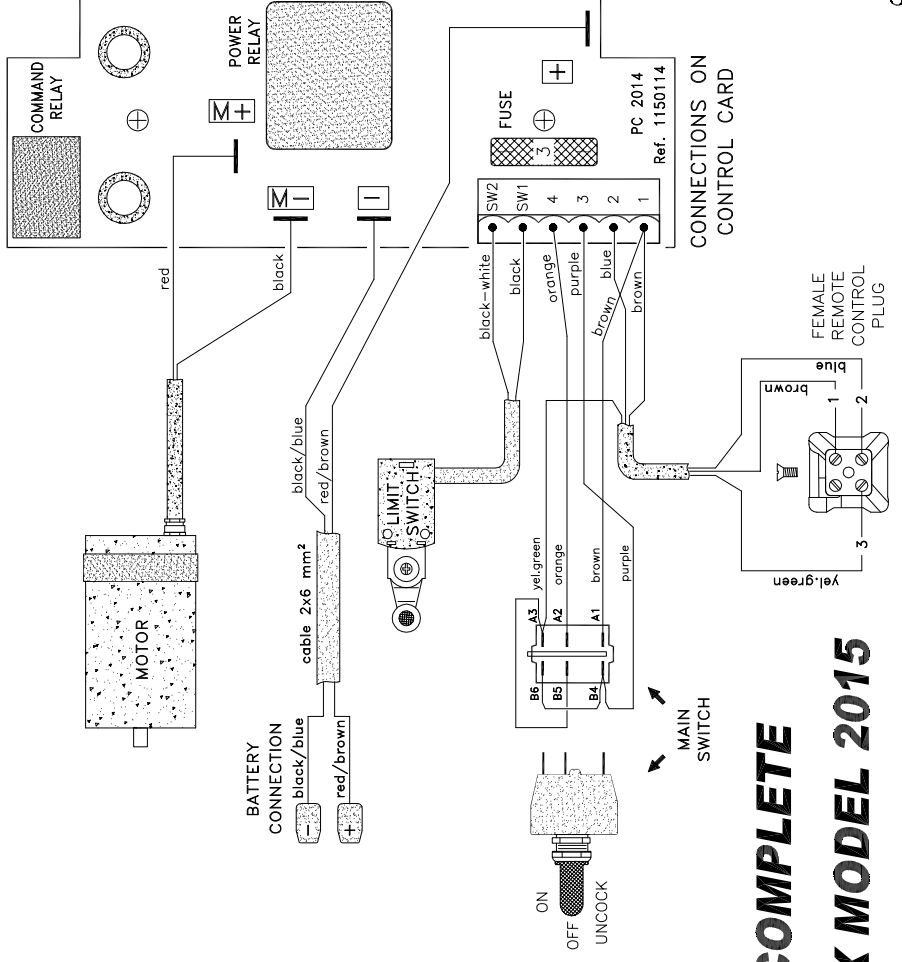 COMMAND
RELAY
POWER
RELAY
M+
M−
−
+
FUSE
3
PC 2014
Ref. 1150114
CONNECTIONS ON
CONTROL CARD
SW2
SW1
4
3
2
1
red
black
black-white
black
orange
purple
blue
brown
brown
black/blue
red/brown
cable 2x6 mm²
MOTOR
LIMIT
SWITCH
BATTERY
CONNECTION
black/blue
red/brown
−
+
yel.green
orange
brown
purple
A3
A2
A1
B6
B5
B4
MAIN
SWITCH
ON
OFF
UNCOCK
FEMALE
REMOTE
CONTROL
PLUG
blue
brown
1
2
3
yel.green
COMPLETE
K MODEL 2015